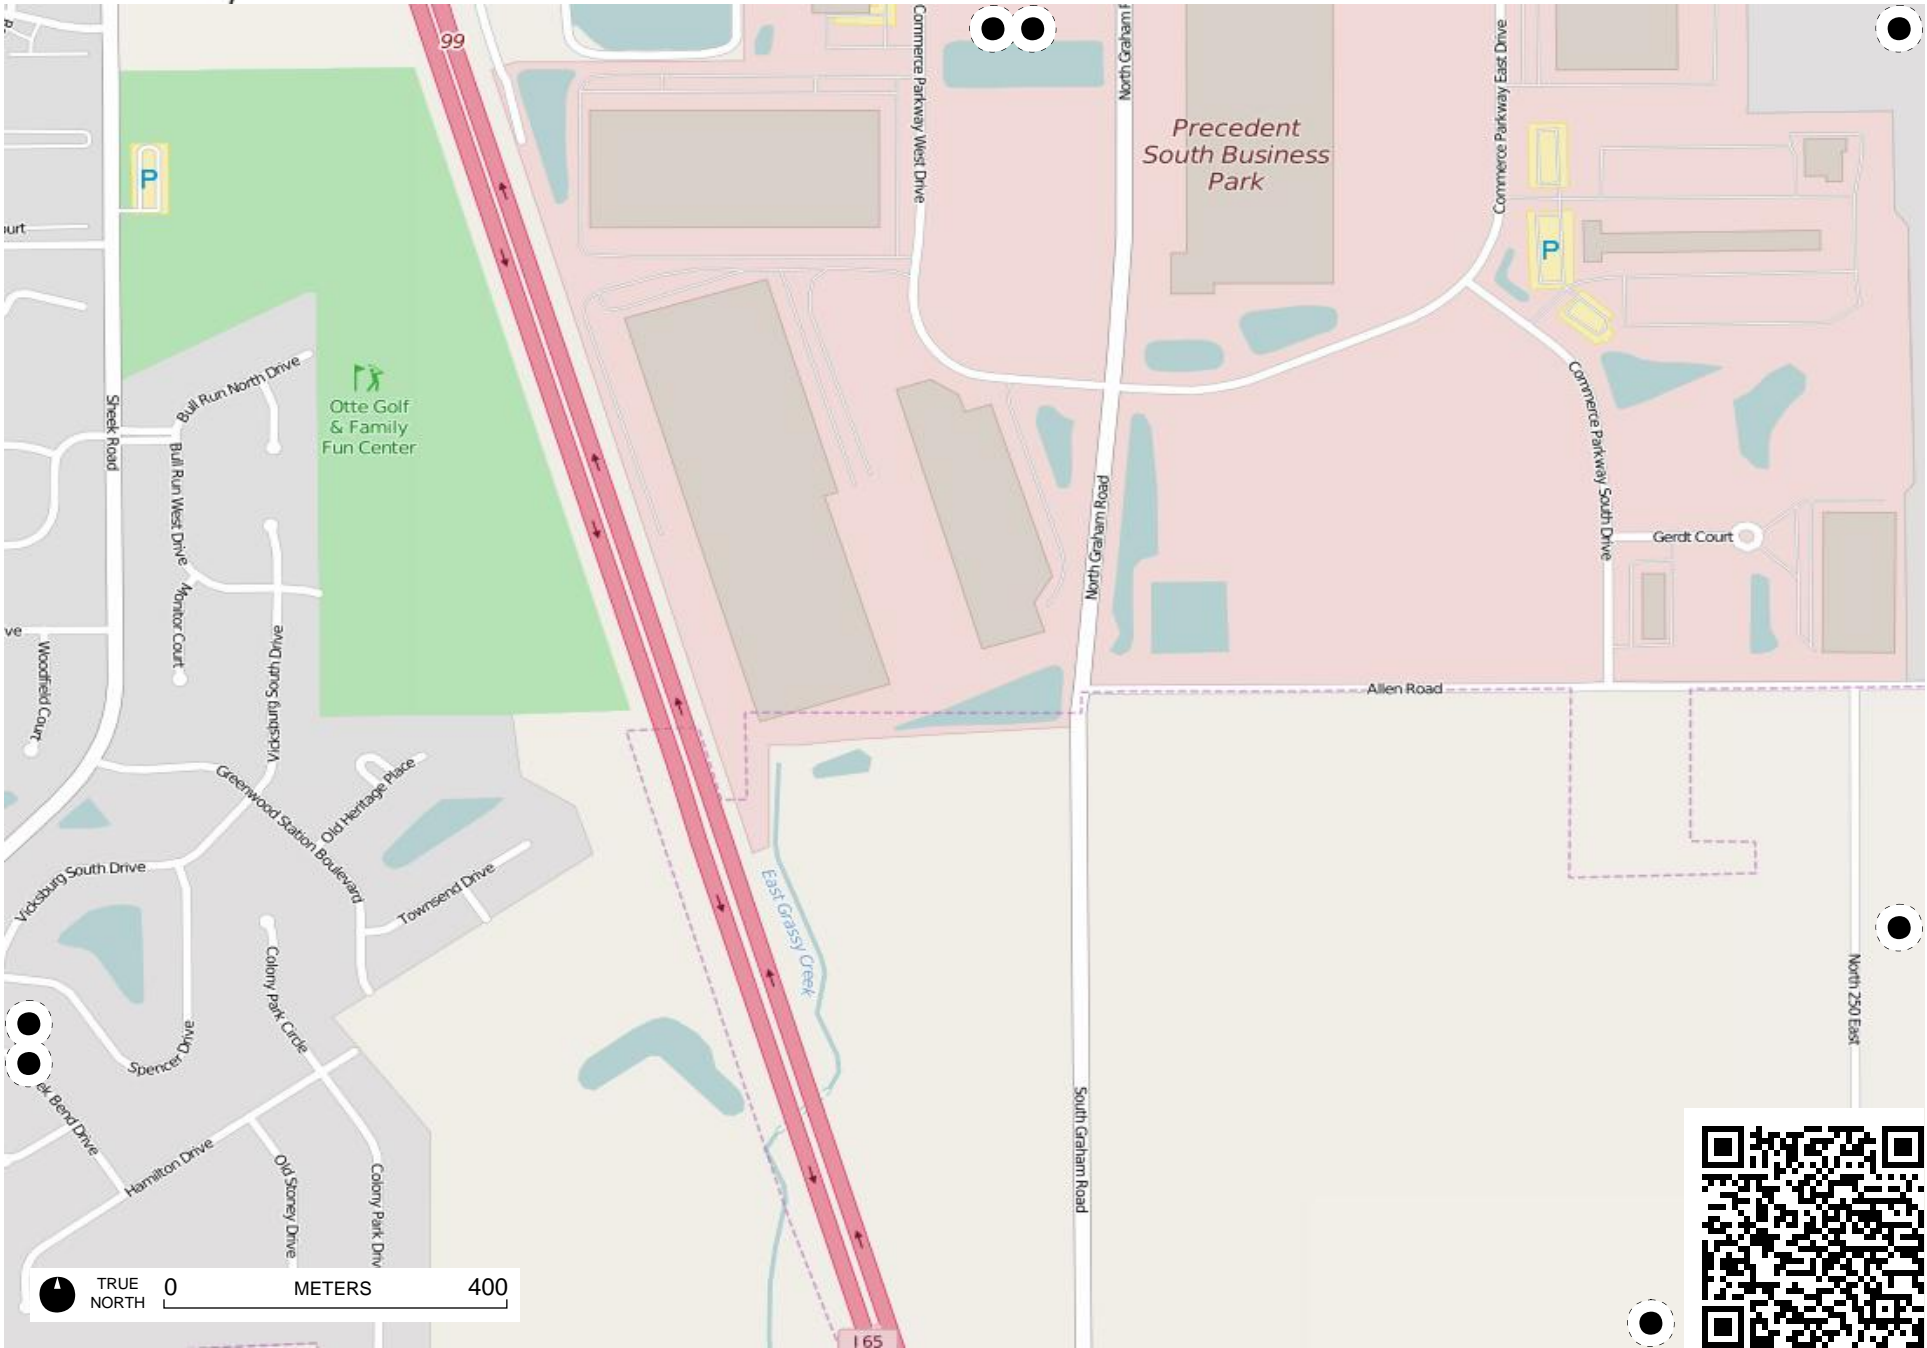 99
Commerce Parkway West Drive
North Graham
Commerce Parkway East Drive
Precedent
South Business
Park
P
P
Sheek Road
Bull Run North Drive
Otte Golf
& Family
Fun Center
Bull Run West Drive
Monitor Court
Vicksburg South Drive
Woodfield Court
North Graham Road
Commerce Parkway South Drive
Gerdt Court
Allen Road
Greenwood Station Boulevard
Old Heritage Place
Vicksburg South Drive
Townsend Drive
East Grassy Creek
Colony Park Circle
Spencer Drive
North 250 East
Bend Drive
Hamilton Drive
Old Stoney Drive
Colony Park
South Graham Road
TRUE
NORTH
0 METERS 400
I 65